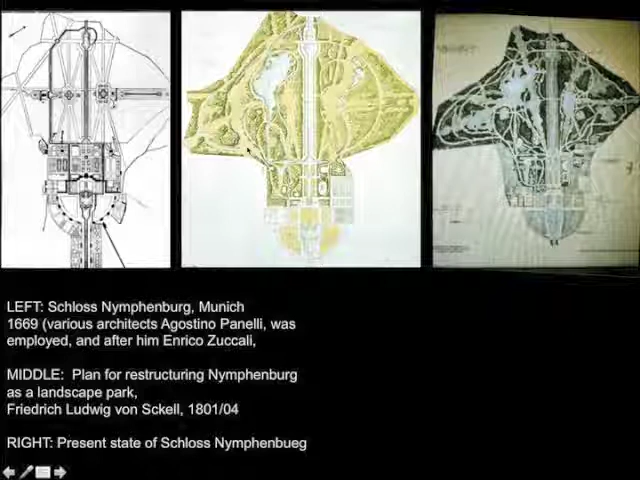 LEFT: Schloss Nymphenburg, Munich
1669 (various architects Agostino Panelli, was
employed, and after him Enrico Zuccali,
MIDDLE: Plan for restructuring Nymphenburg
as a landscape park,
Friedrich Ludwig von Sckell, 1801/04
RIGHT: Present state of Schloss Nymphenbueg